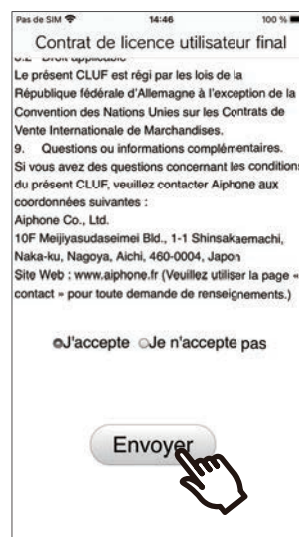 Pas de SIM 14:46 100 %
Contrat de licence utilisateur final
8.2 Droit applicable
Le présent CLUF est régi par les lois de la
République fédérale d'Allemagne à l'exception de la
Convention des Nations Unies sur les Contrats de
Vente Internationale de Marchandises.
9. Questions ou informations complémentaires.
Si vous avez des questions concernant les conditions
du présent CLUF, veuillez contacter Aiphone aux
coordonnées suivantes :
Aiphone Co., Ltd.
10F Meijiyasudaseimei Bld., 1-1 Shinsakaemachi,
Naka-ku, Nagoya, Aichi, 460-0004, Japon
Site Web : www.aiphone.fr (Veuillez utiliser la page «
contact » pour toute demande de renseignements.)
J'accepte Je n'accepte pas
Envoyer